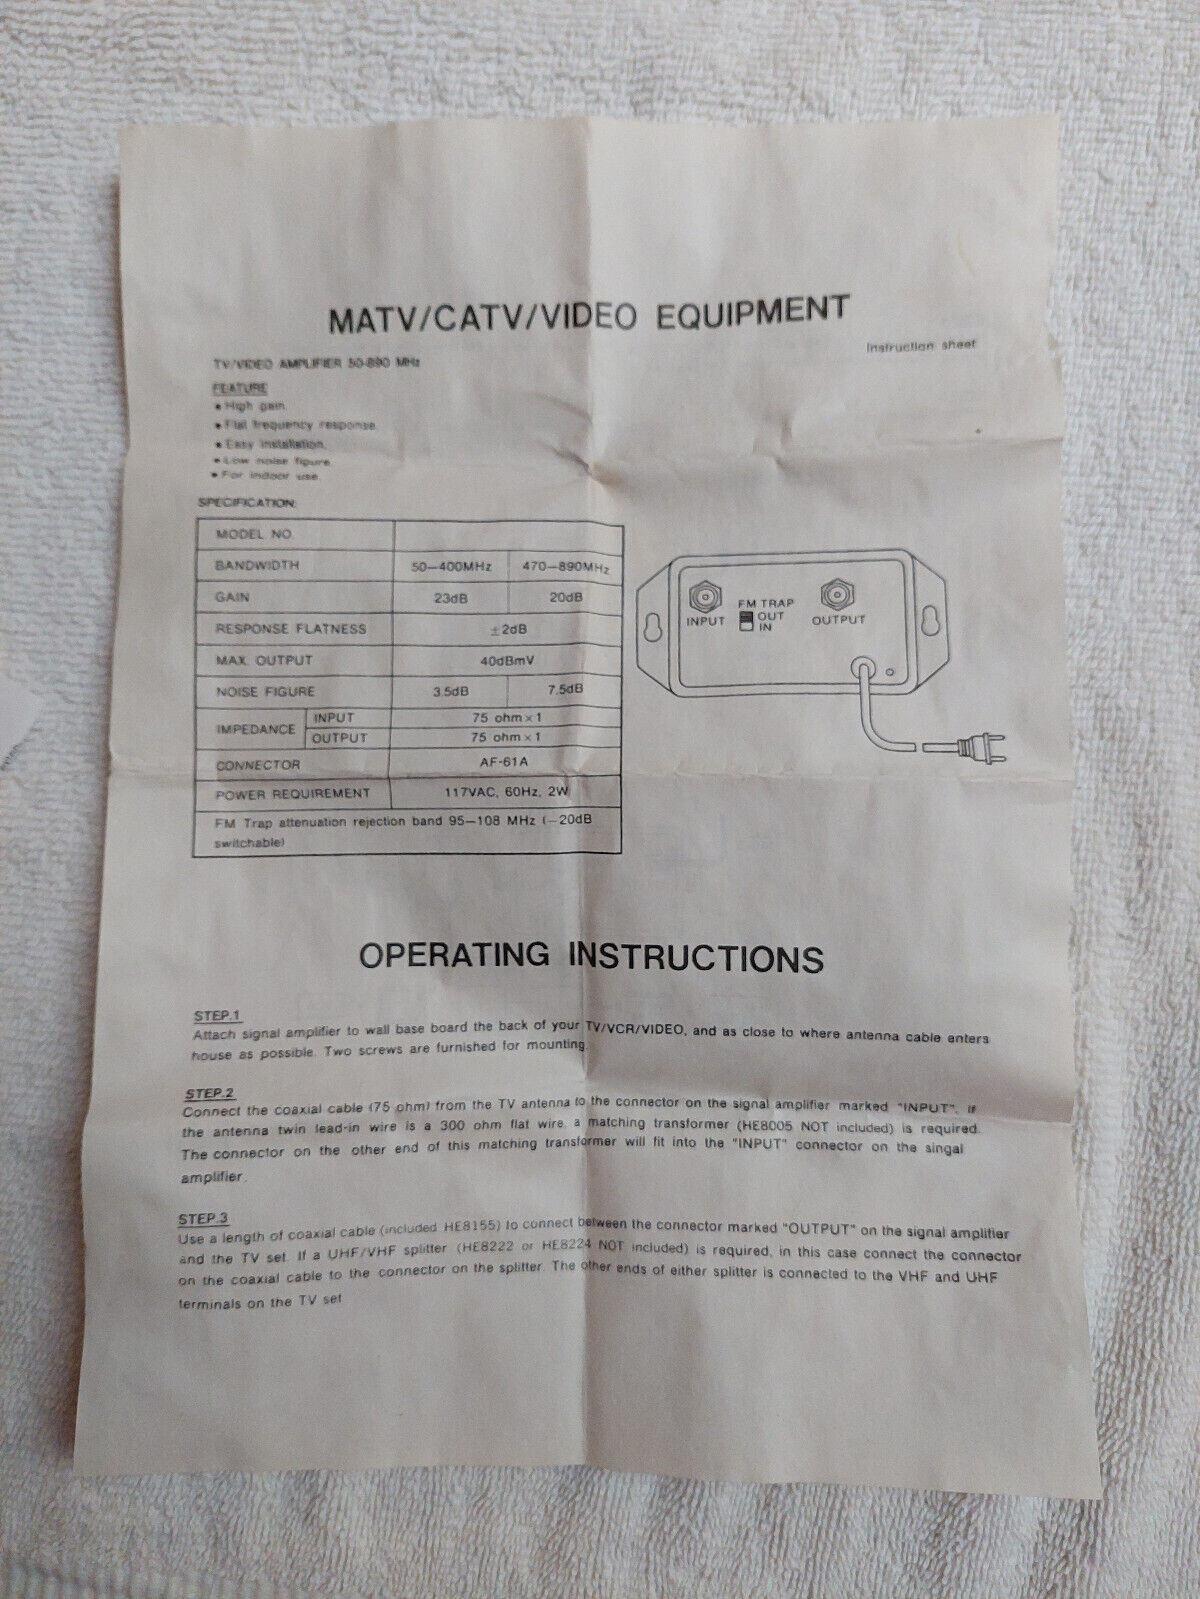 MATV/CATV/VIDEO EQUIPMENT
Instruction sheet
TV/VIDEO AMPLIFIER 50-890 MHz
FEATURE
• High gain.
• Flat frequency response.
• Easy installation.
• Low noise figure.
• For indoor use.
SPECIFICATION:
MODEL NO.
BANDWIDTH 50—400MHz 470—890MHz
GAIN 23dB 20dB
RESPONSE FLATNESS ±2dB
MAX. OUTPUT 40dBmV
NOISE FIGURE 3.5dB 7.5dB
IMPEDANCE INPUT 75 ohm×1
OUTPUT 75 ohm×1
CONNECTOR AF-61A
POWER REQUIREMENT 117VAC, 60Hz, 2W
FM Trap attenuation rejection band 95—108 MHz (—20dB
switchable)
INPUT
FM TRAP
OUT
IN
OUTPUT
OPERATING INSTRUCTIONS
STEP.1
Attach signal amplifier to wall base board the back of your TV/VCR/VIDEO, and as close to where antenna cable enters
house as possible. Two screws are furnished for mounting.
STEP.2
Connect the coaxial cable (75 ohm) from the TV antenna to the connector on the signal amplifier marked "INPUT". If
the antenna twin lead-in wire is a 300 ohm flat wire, a matching transformer (HE8005 NOT included) is required.
The connector on the other end of this matching transformer will fit into the "INPUT" connector on the singal
amplifier.
STEP.3
Use a length of coaxial cable (included HE8155) to connect between the connector marked "OUTPUT" on the signal amplifier
and the TV set. If a UHF/VHF splitter (HE8222 or HE8224 NOT included) is required, in this case connect the connector
on the coaxial cable to the connector on the splitter. The other ends of either splitter is connected to the VHF and UHF
terminals on the TV set